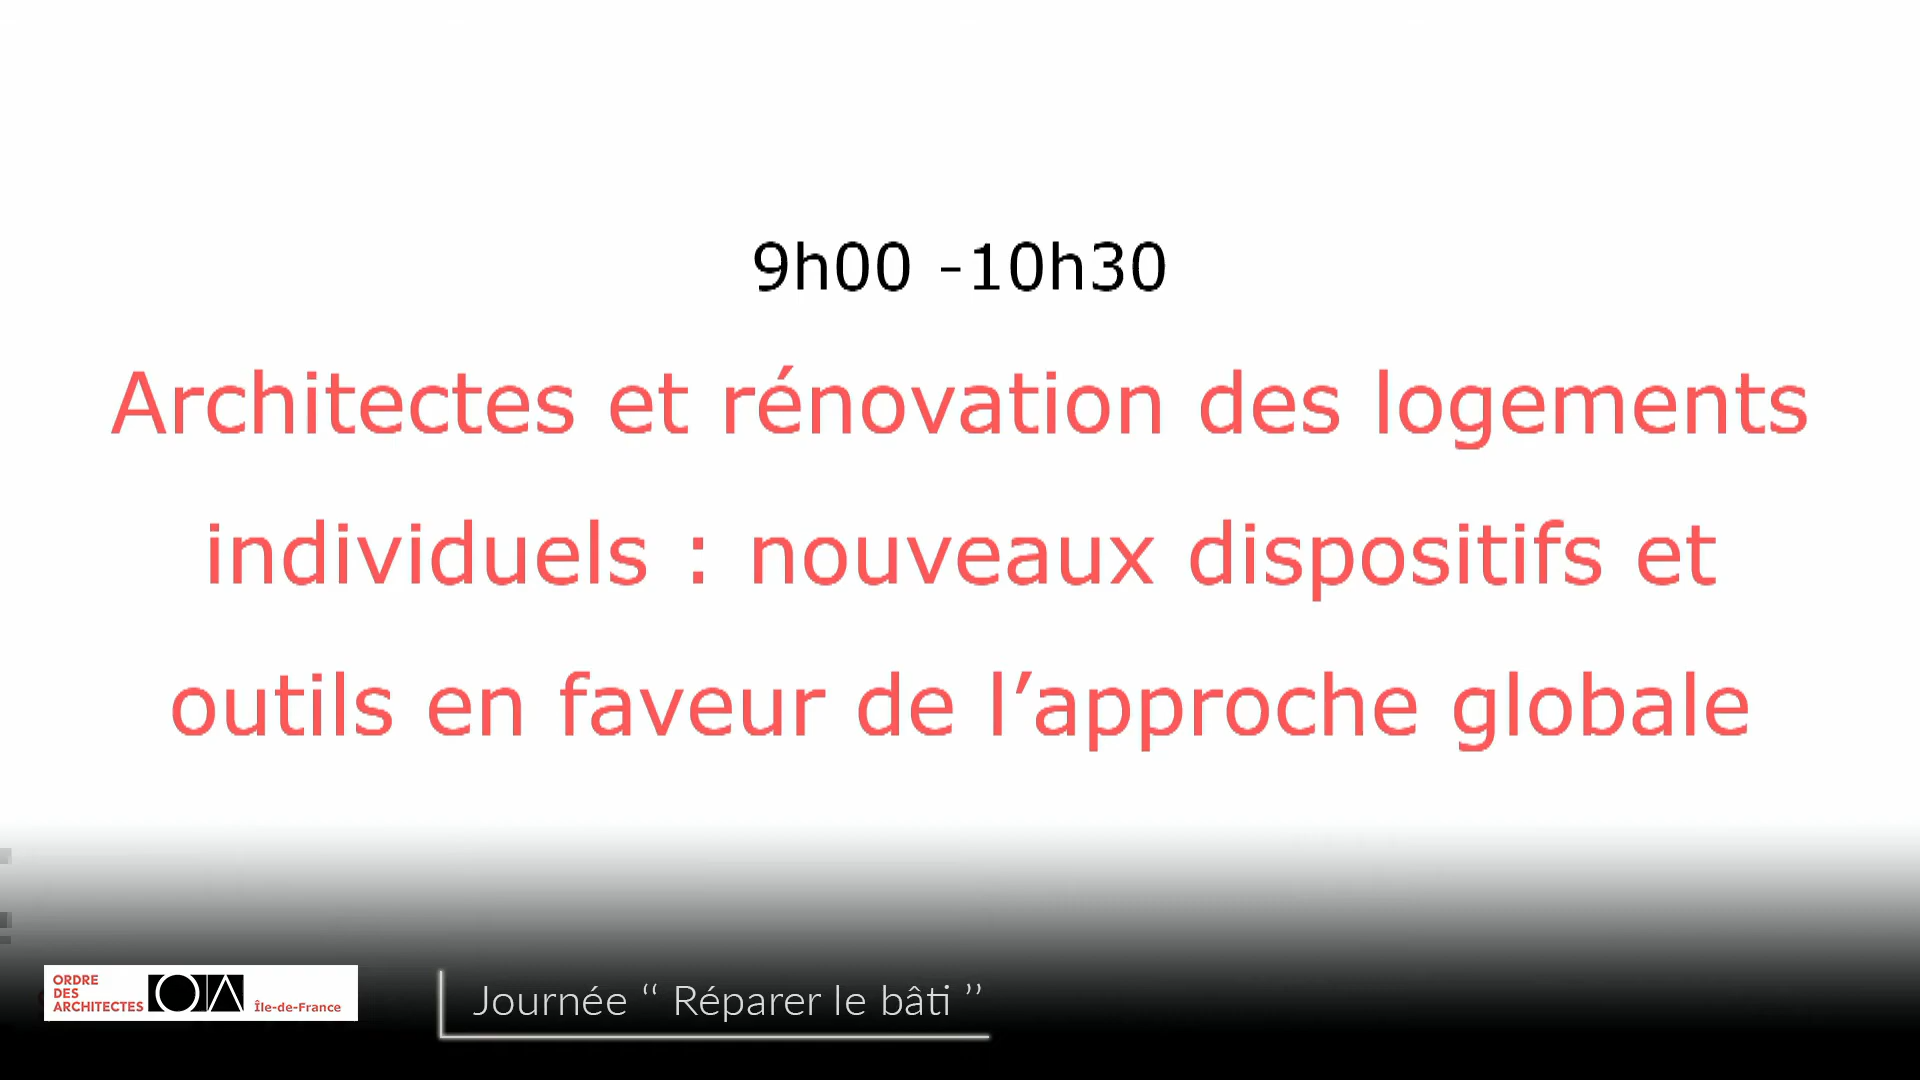 9h00 -10h30
Architectes et rénovation des logements
individuels : nouveaux dispositifs et
outils en faveur de l’approche globale
ORDRE
DES
ARCHITECTES
Île-de-France
Journée “ Réparer le bâti ”